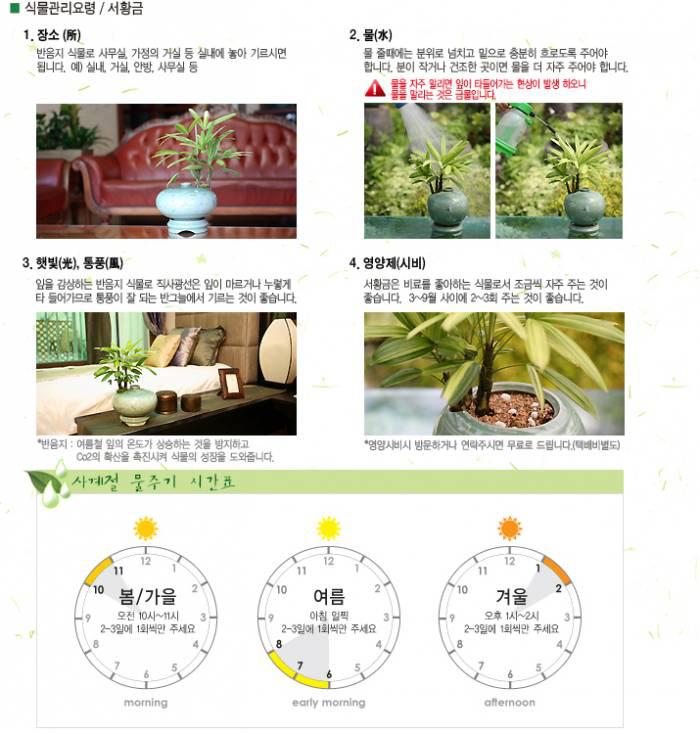 식물관리요령 / 서황금
1. 장소 (所)
반음지 식물로 사무실, 가정의 거실 등 실내에 놓아 기르시면
됩니다. 예) 실내, 거실, 안방, 사무실 등
2. 물(水)
물 줄때에는 분위로 넘치고 밑으로 충분히 흐르도록 주어야
합니다. 분이 작거나 건조한 곳이면 물을 더 자주 주어야 합니다.
물을 자주 말리면 잎이 타들어가는 현상이 발생 하오니
물을 말리는 것은 금물입니다.
3. 햇빛(光), 통풍(風)
잎을 감상하는 반음지 식물로 직사광선은 잎이 마르거나 누렇게
타 들어가므로 통풍이 잘 되는 반그늘에서 기르는 것이 좋습니다.
*반음지 : 여름철 잎의 온도가 상승하는 것을 방지하고
Co2의 확산을 촉진시켜 식물의 성장을 도와줍니다.
4. 영양제(시비)
서황금은 비료를 좋아하는 식물로서 조금씩 자주 주는 것이
좋습니다. 3~9월 사이에 2~3회 주는 것이 좋습니다.
*영양시비시 방문하거나 연락주시면 무료로 드립니다.(택배비별도)
사계절 물주기 시간표
12 1 2 3 4 5 6 7 8 9 10 11
봄/가을
오전 10시~11시
2-3일에 1회씩만 주세요
morning
12 1 2 3 4 5 6 7 8 9 10 11
여름
아침 일찍
2-3일에 1회씩만 주세요
early morning
12 1 2 3 4 5 6 7 8 9 10 11
겨울
오후 1시~2시
2-3일에 1회씩만 주세요
afternoon